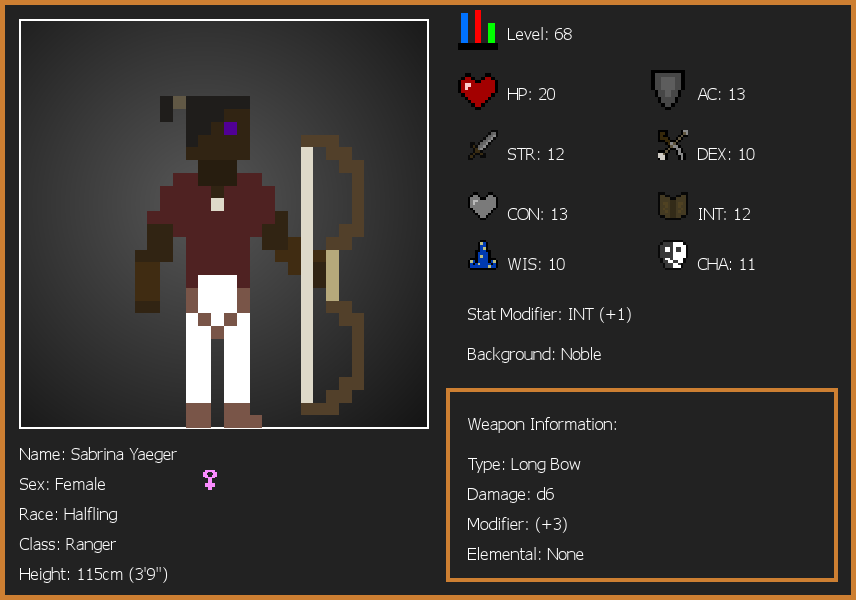 Level: 68
HP: 20
AC: 13
STR: 12
DEX: 10
CON: 13
INT: 12
WIS: 10
CHA: 11
Stat Modifier: INT (+1)
Background: Noble
Weapon Information:
Type: Long Bow
Damage: d6
Modifier: (+3)
Elemental: None
Name: Sabrina Yaeger
Sex: Female
Race: Halfling
Class: Ranger
Height: 115cm (3'9")